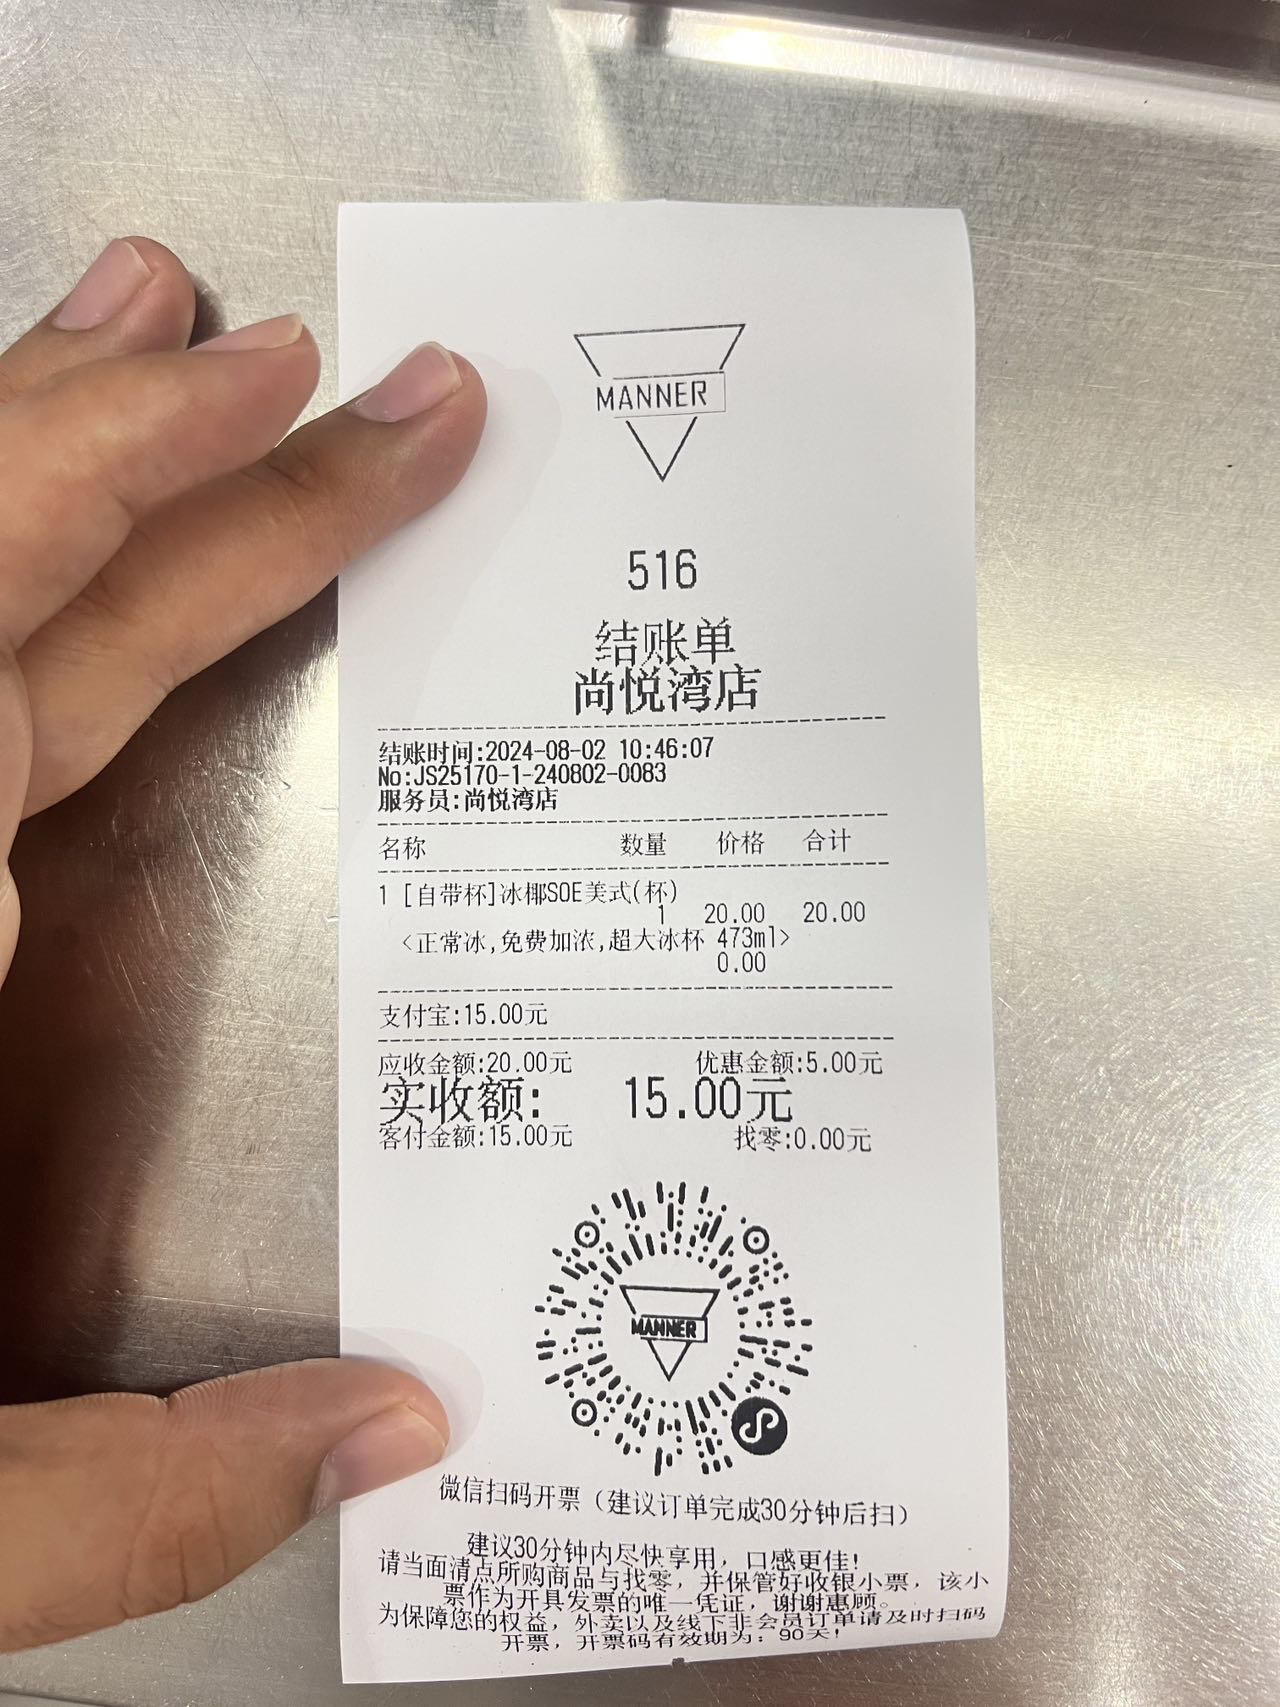 MANNER
516
结账单
尚悦湾店
结账时间:2024-08-02 10:46:07
No:JS25170-1-240802-0083
服务员:尚悦湾店
名称 数量 价格 合计
1 [自带杯]冰椰SOE美式(杯)
1 20.00 20.00
<正常冰,免费加浓,超大冰杯 473ml>
0.00
支付宝:15.00元
应收金额:20.00元 优惠金额:5.00元
实收额: 15.00元
客付金额:15.00元 找零:0.00元
MANNER
微信扫码开票（建议订单完成30分钟后扫）
建议30分钟内尽快享用，口感更佳!
请当面清点所购商品与找零，并保管好收银小票，该小
票作为开具发票的唯一凭证，谢谢惠顾。
为保障您的权益，外卖以及线下非会员订单请及时扫码
开票，开票码有效期为：90天!